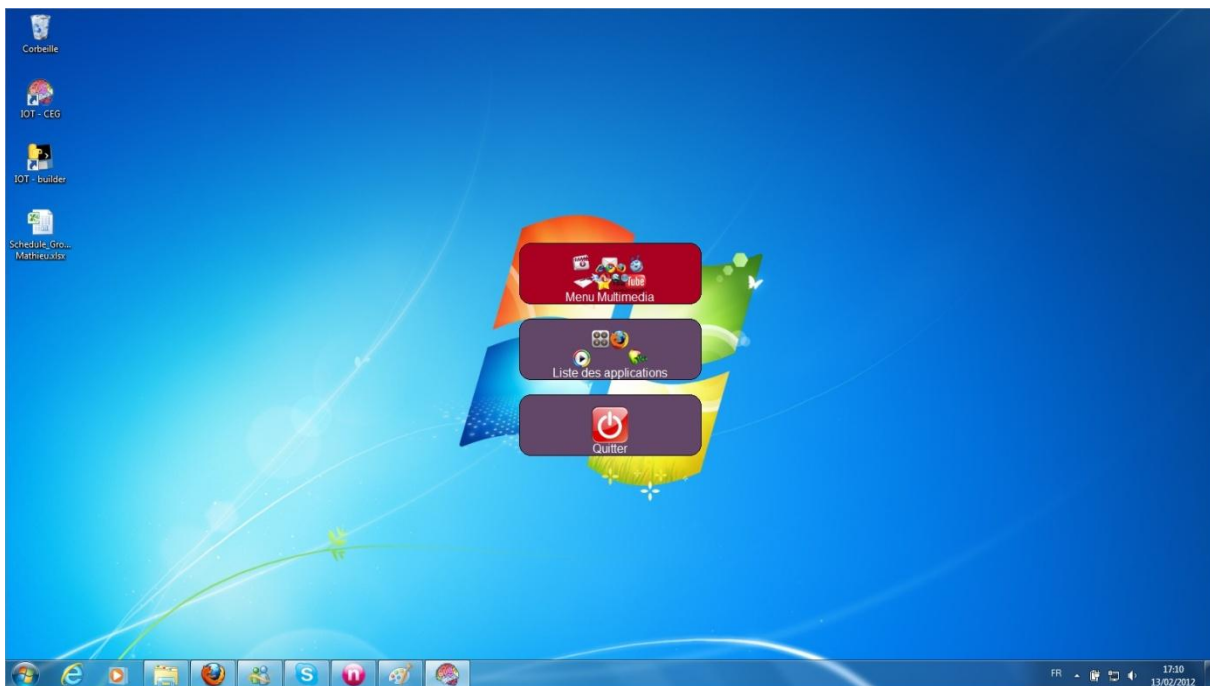 Corbeille
IOT - CEG
IOT - builder
Schedule_Gro...
Mathieu.xlsx
Tube
Menu Multimedia
Liste des applications
Quitter
FR
17:10
13/02/2012